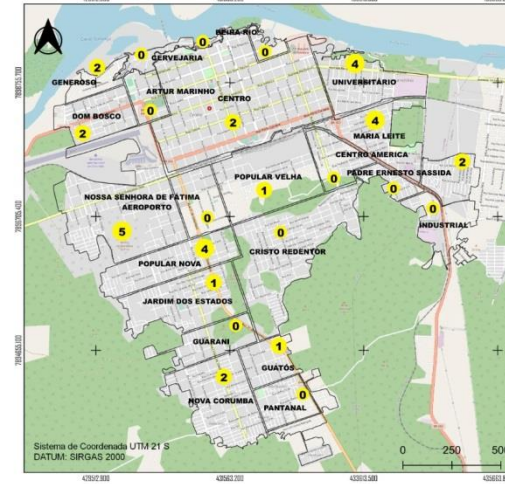 BEIRA RIO
0
0
CERVEJARIA
0
2
GENEROSO
4
UNIVERSITÁRIO
ARTUR MARINHO
CENTRO
0
DOM BOSCO
2
2
4
MARIA LEITE
CENTRO AMERICA
POPULAR VELHA
PADRE ERNESTO SASSIDA
2
0
0
1
NOSSA SENHORA DE FÁTIMA
AEROPORTO
0
0
INDUSTRIAL
5
0
CRISTO REDENTOR
4
POPULAR NOVA
1
JARDIM DOS ESTADOS
0
GUARANI
1
GUATÓS
2
NOVA CORUMBA
0
PANTANAL
Sistema de Coordenada UTM 21 S
DATUM: SIRGAS 2000
0 250 500